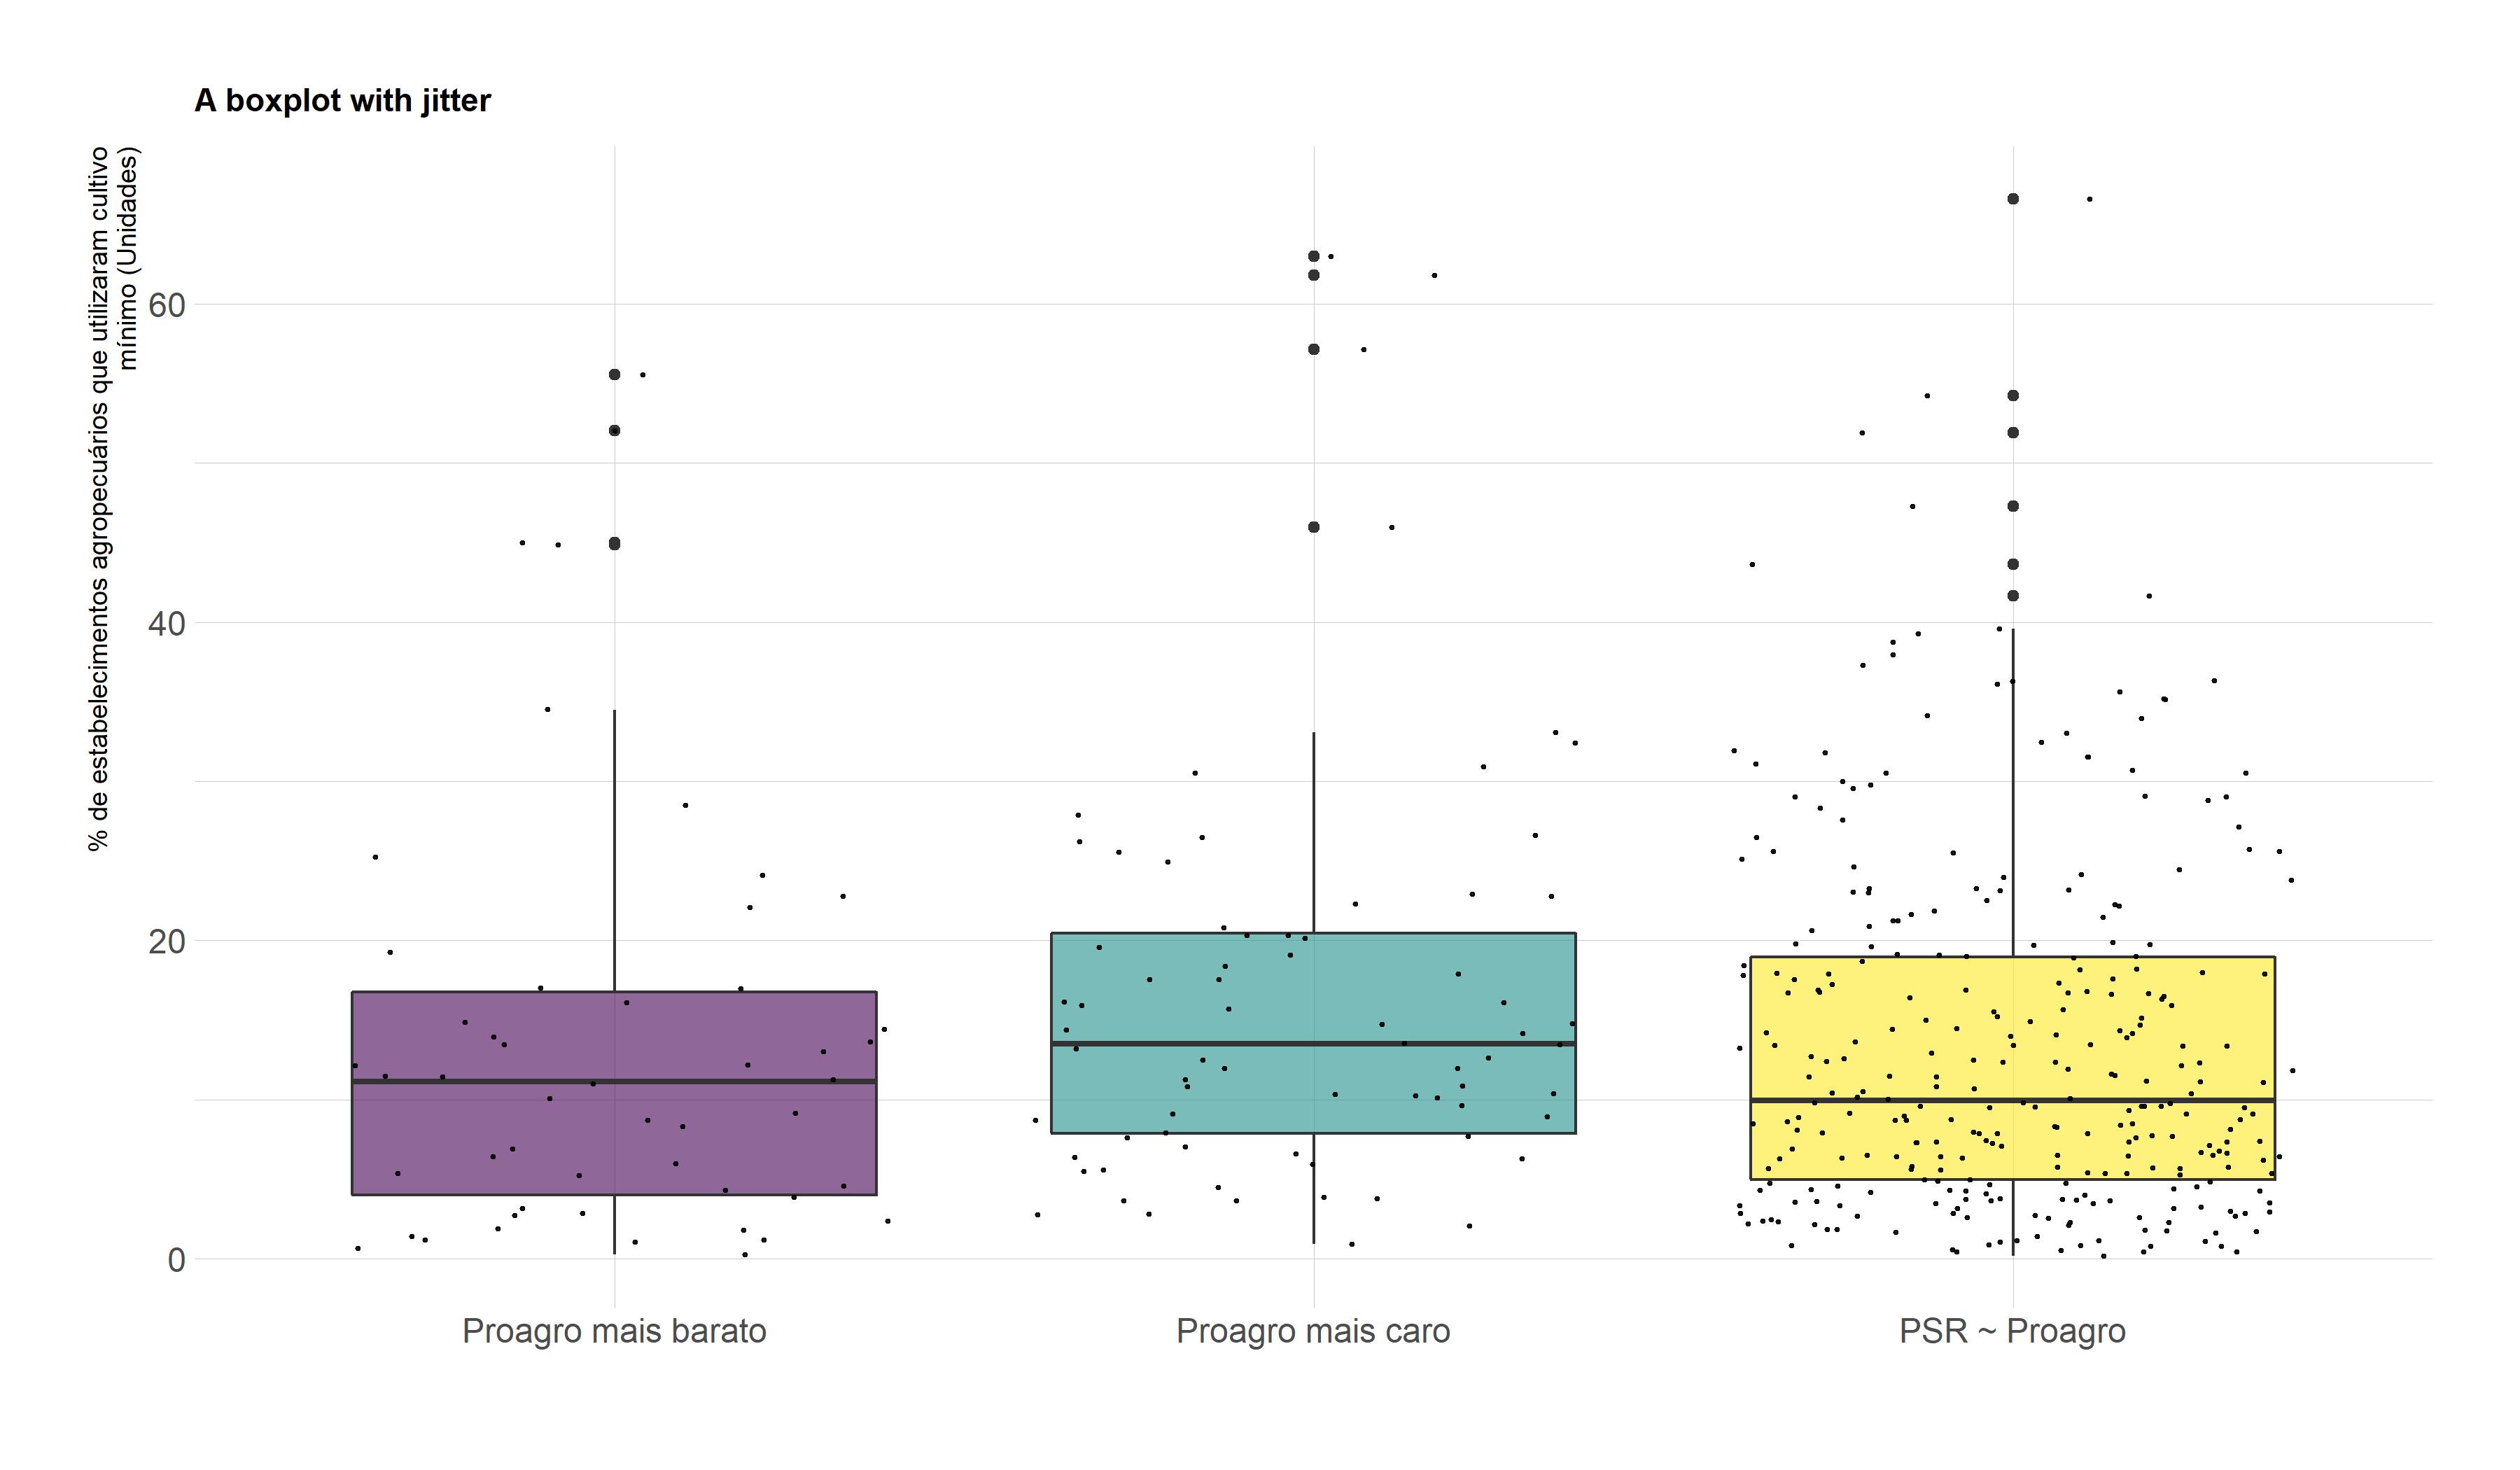 A boxplot with jitter
% de estabelecimentos agropecuários que utilizaram cultivo
mínimo (Unidades)
60
40
20
0
Proagro mais barato
Proagro mais caro
PSR ~ Proagro